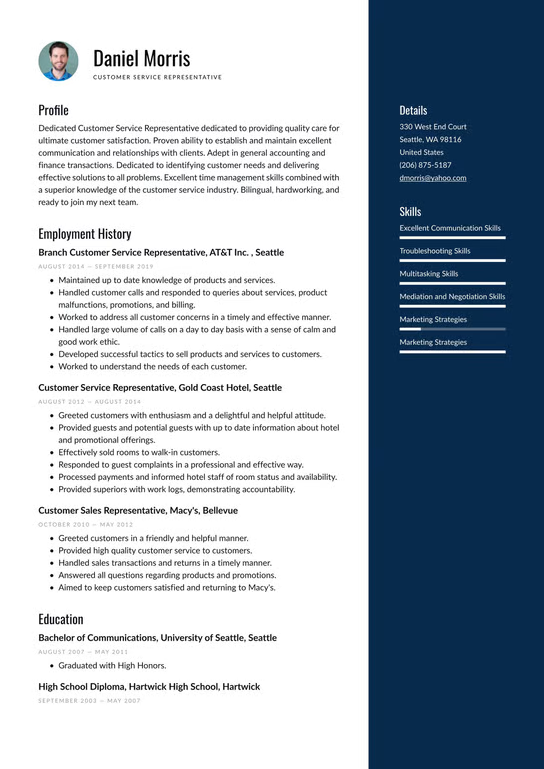 Daniel Morris
CUSTOMER SERVICE REPRESENTATIVE
Profile
Dedicated Customer Service Representative dedicated to providing quality care for
ultimate customer satisfaction. Proven ability to establish and maintain excellent
communication and relationships with clients. Adept in general accounting and
finance transactions. Dedicated to identifying customer needs and delivering
effective solutions to all problems. Excellent time management skills combined with
a superior knowledge of the customer service industry. Bilingual, hardworking, and
ready to join my next team.
Employment History
Branch Customer Service Representative, AT&T Inc. , Seattle
AUGUST 2014 — SEPTEMBER 2019
• Maintained up to date knowledge of products and services.
• Handled customer calls and responded to queries about services, product
malfunctions, promotions, and billing.
• Worked to address all customer concerns in a timely and effective manner.
• Handled large volume of calls on a day to day basis with a sense of calm and
good work ethic.
• Developed successful tactics to sell products and services to customers.
• Worked to understand the needs of each customer.
Customer Service Representative, Gold Coast Hotel, Seattle
AUGUST 2012 — AUGUST 2014
• Greeted customers with enthusiasm and a delightful and helpful attitude.
• Provided guests and potential guests with up to date information about hotel
and promotional offerings.
• Effectively sold rooms to walk-in customers.
• Responded to guest complaints in a professional and effective way.
• Processed payments and informed hotel staff of room status and availability.
• Provided superiors with work logs, demonstrating accountability.
Customer Sales Representative, Macy's, Bellevue
OCTOBER 2010 — MAY 2012
• Greeted customers in a friendly and helpful manner.
• Provided high quality customer service to customers.
• Handled sales transactions and returns in a timely manner.
• Answered all questions regarding products and promotions.
• Aimed to keep customers satisfied and returning to Macy's.
Education
Bachelor of Communications, University of Seattle, Seattle
AUGUST 2007 — MAY 2011
• Graduated with High Honors.
High School Diploma, Hartwick High School, Hartwick
SEPTEMBER 2003 — MAY 2007
Details
330 West End Court
Seattle, WA 98116
United States
(206) 875-5187
dmorris@yahoo.com
Skills
Excellent Communication Skills
Troubleshooting Skills
Multitasking Skills
Mediation and Negotiation Skills
Marketing Strategies
Marketing Strategies